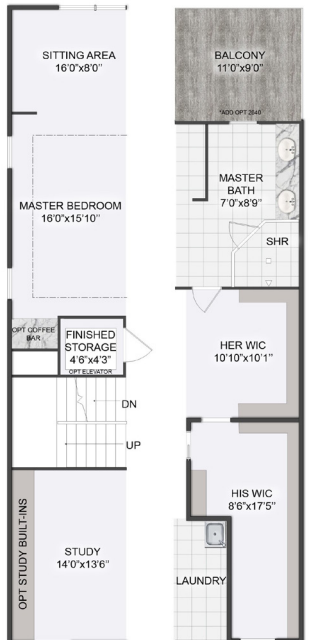 SITTING AREA
16'0"x8'0"
BALCONY
11'0"x9'0"
*ADD OPT 2840
MASTER
BATH
7'0"x8'9"
MASTER BEDROOM
16'0"x15'10"
SHR
OPT COFFEE
BAR
FINISHED
STORAGE
4'6"x4'3"
OPT ELEVATOR
HER WIC
10'10"x10'1"
DN
UP
HIS WIC
8'6"x17'5"
OPT STUDY BUILT-INS
STUDY
14'0"x13'6"
LAUNDRY